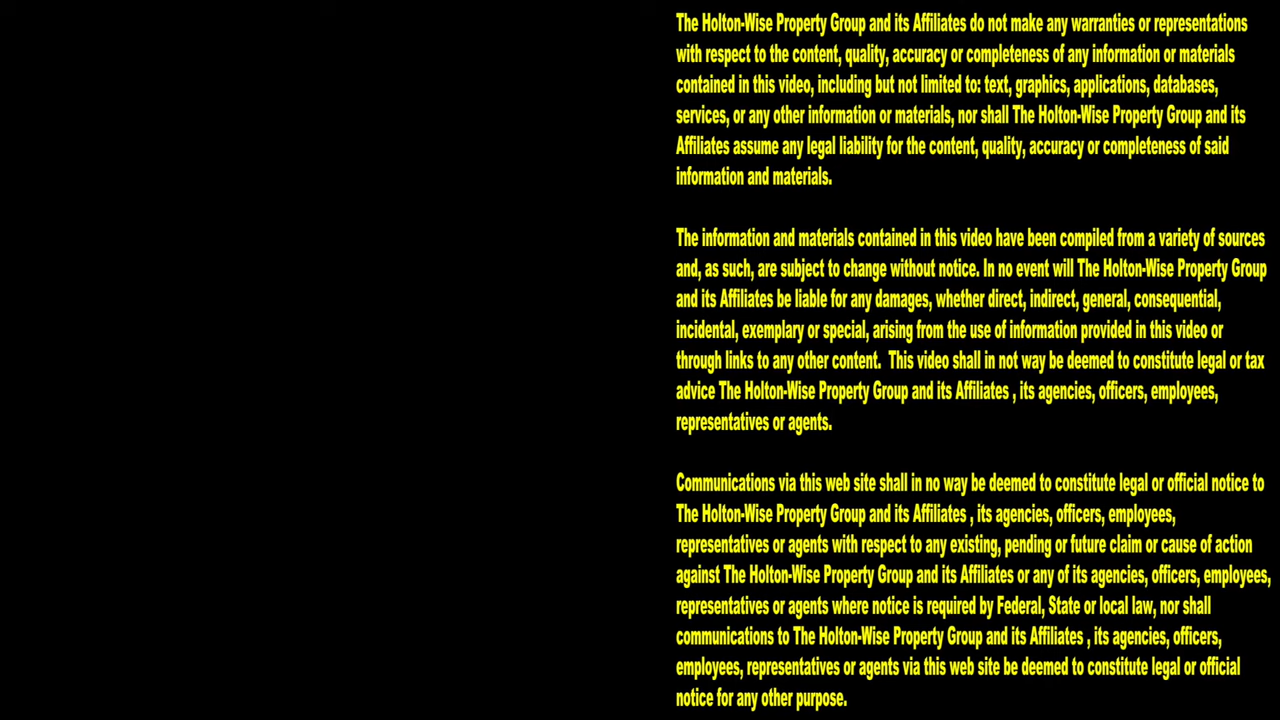 The Holton-Wise Property Group and its Affiliates do not make any warranties or representations
with respect to the content, quality, accuracy or completeness of any information or materials
contained in this video, including but not limited to: text, graphics, applications, databases,
services, or any other information or materials, nor shall The Holton-Wise Property Group and its
Affiliates assume any legal liability for the content, quality, accuracy or completeness of said
information and materials.
The information and materials contained in this video have been compiled from a variety of sources
and, as such, are subject to change without notice. In no event will The Holton-Wise Property Group
and its Affiliates be liable for any damages, whether direct, indirect, general, consequential,
incidental, exemplary or special, arising from the use of information provided in this video or
through links to any other content. This video shall in not way be deemed to constitute legal or tax
advice The Holton-Wise Property Group and its Affiliates , its agencies, officers, employees,
representatives or agents.
Communications via this web site shall in no way be deemed to constitute legal or official notice to
The Holton-Wise Property Group and its Affiliates , its agencies, officers, employees,
representatives or agents with respect to any existing, pending or future claim or cause of action
against The Holton-Wise Property Group and its Affiliates or any of its agencies, officers, employees,
representatives or agents where notice is required by Federal, State or local law, nor shall
communications to The Holton-Wise Property Group and its Affiliates , its agencies, officers,
employees, representatives or agents via this web site be deemed to constitute legal or official
notice for any other purpose.